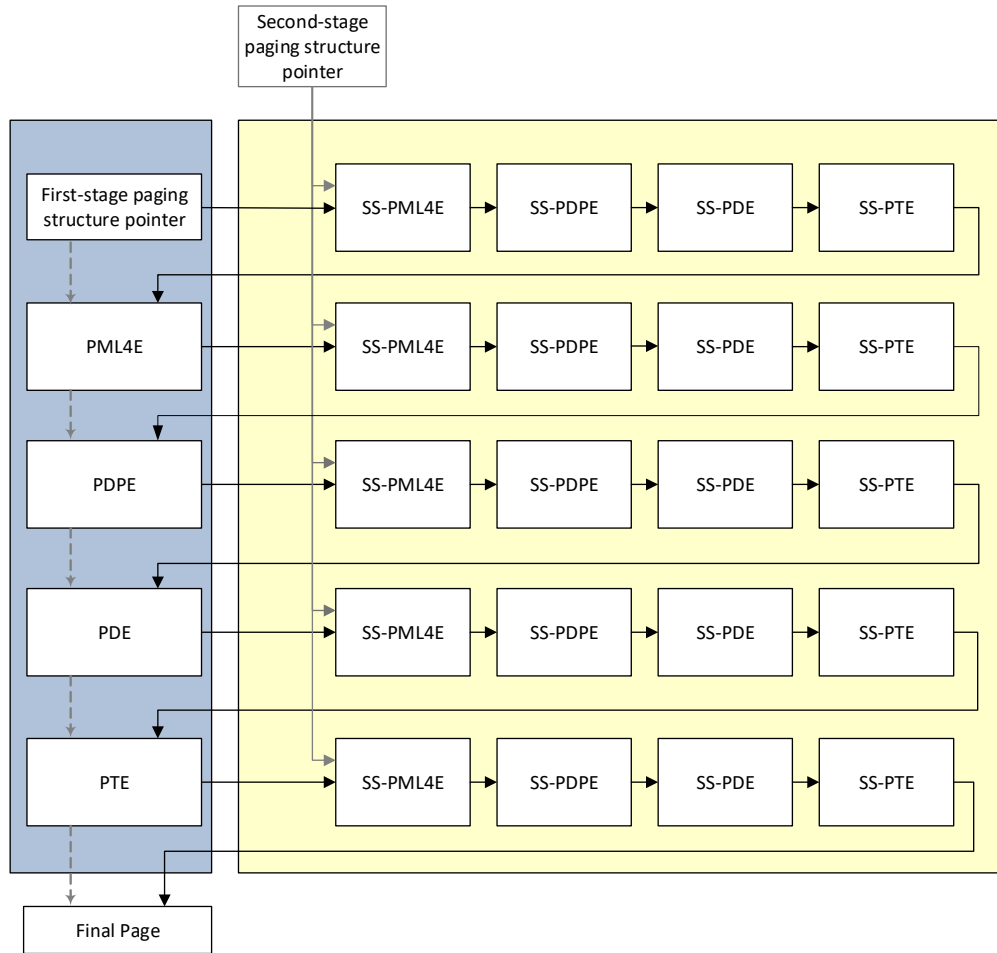 Second-stage
paging structure
pointer
First-stage paging
structure pointer
SS-PML4E
SS-PDPE
SS-PDE
SS-PTE
PML4E
SS-PML4E
SS-PDPE
SS-PDE
SS-PTE
PDPE
SS-PML4E
SS-PDPE
SS-PDE
SS-PTE
PDE
SS-PML4E
SS-PDPE
SS-PDE
SS-PTE
PTE
SS-PML4E
SS-PDPE
SS-PDE
SS-PTE
Final Page